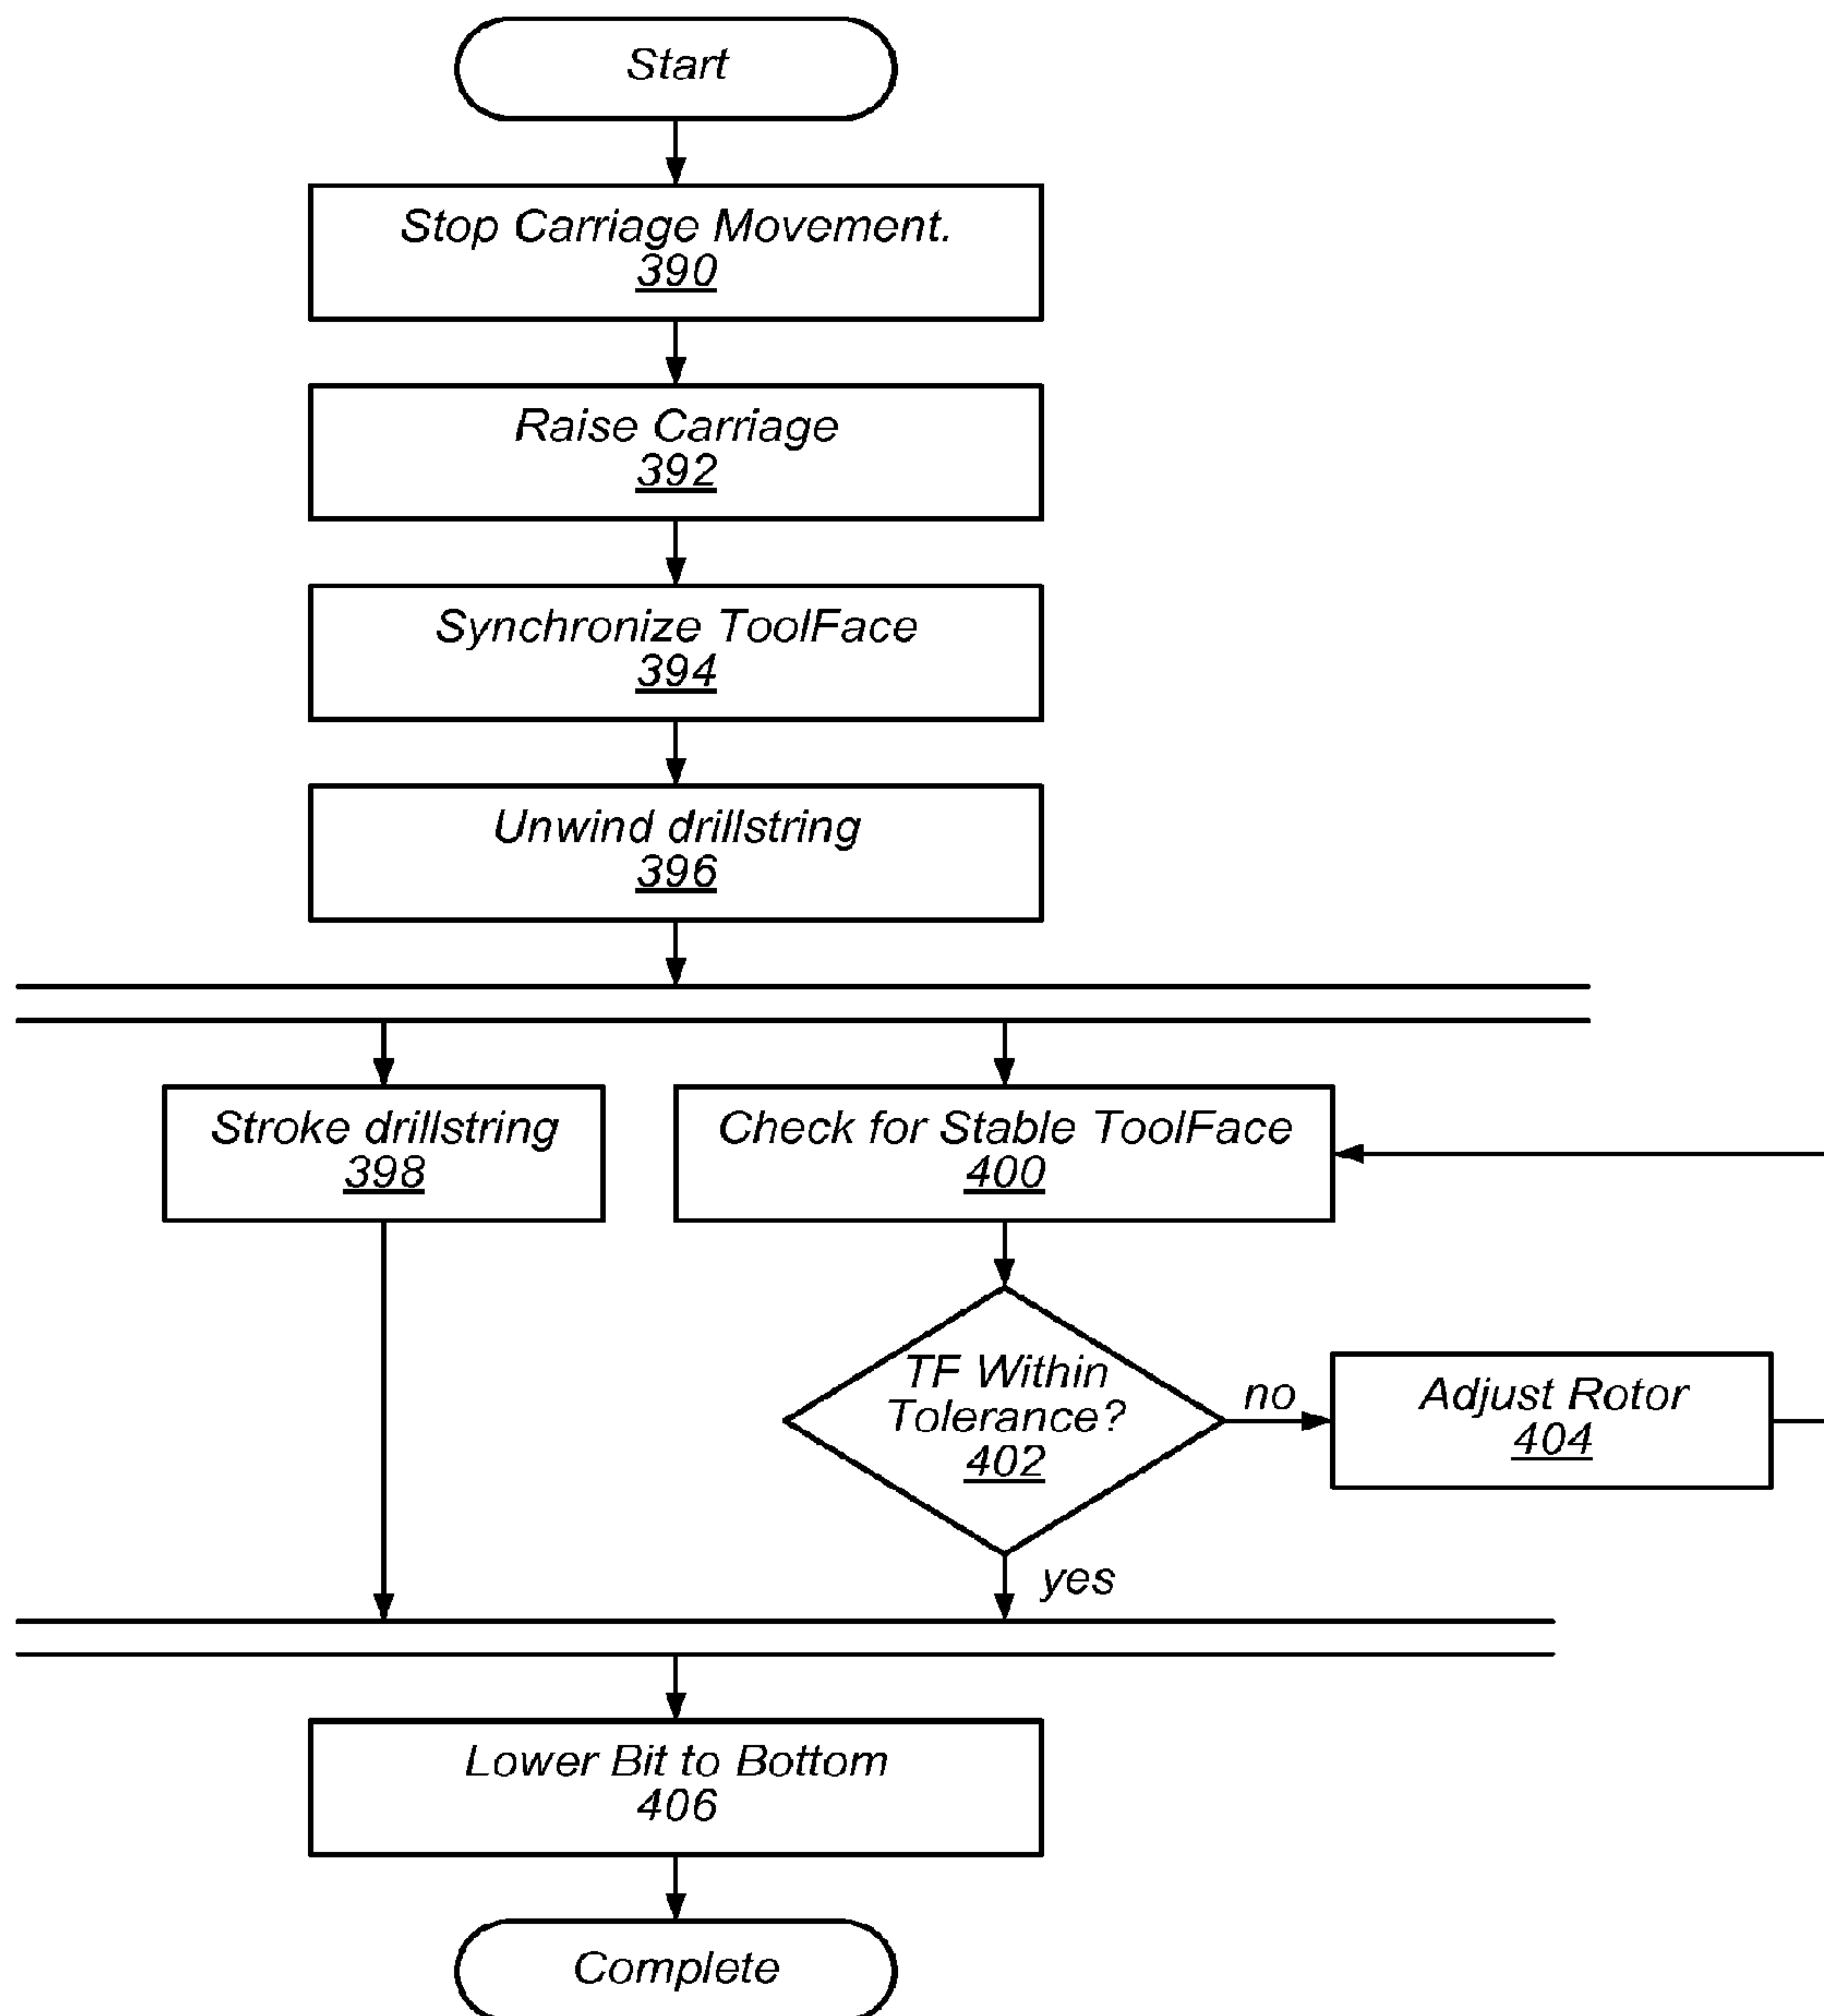 Start
Stop Carriage Movement.
390
Raise Carriage
392
Synchronize ToolFace
394
Unwind drillstring
396
Stroke drillstring
398
Check for Stable ToolFace
400
TF Within
Tolerance?
402
no
Adjust Rotor
404
yes
Lower Bit to Bottom
406
Complete